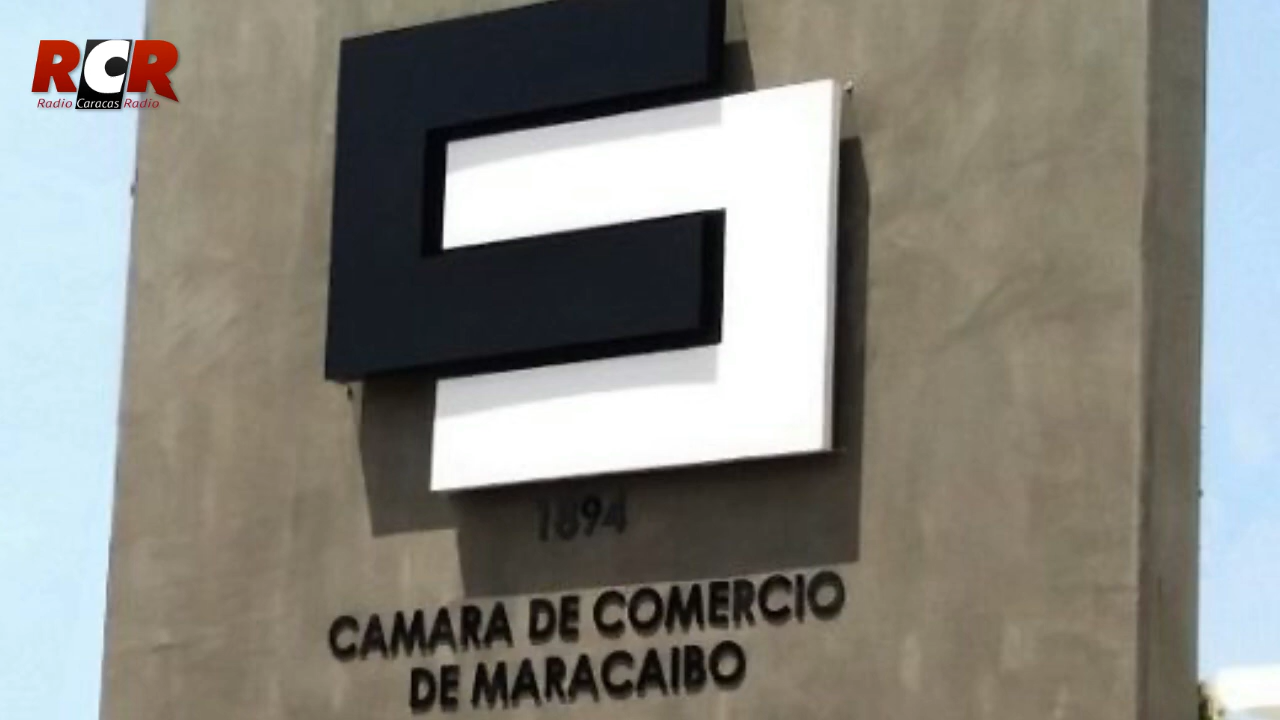 RCR
Radio Caracas Radio
1894
CAMARA DE COMERCIO
DE MARACAIBO